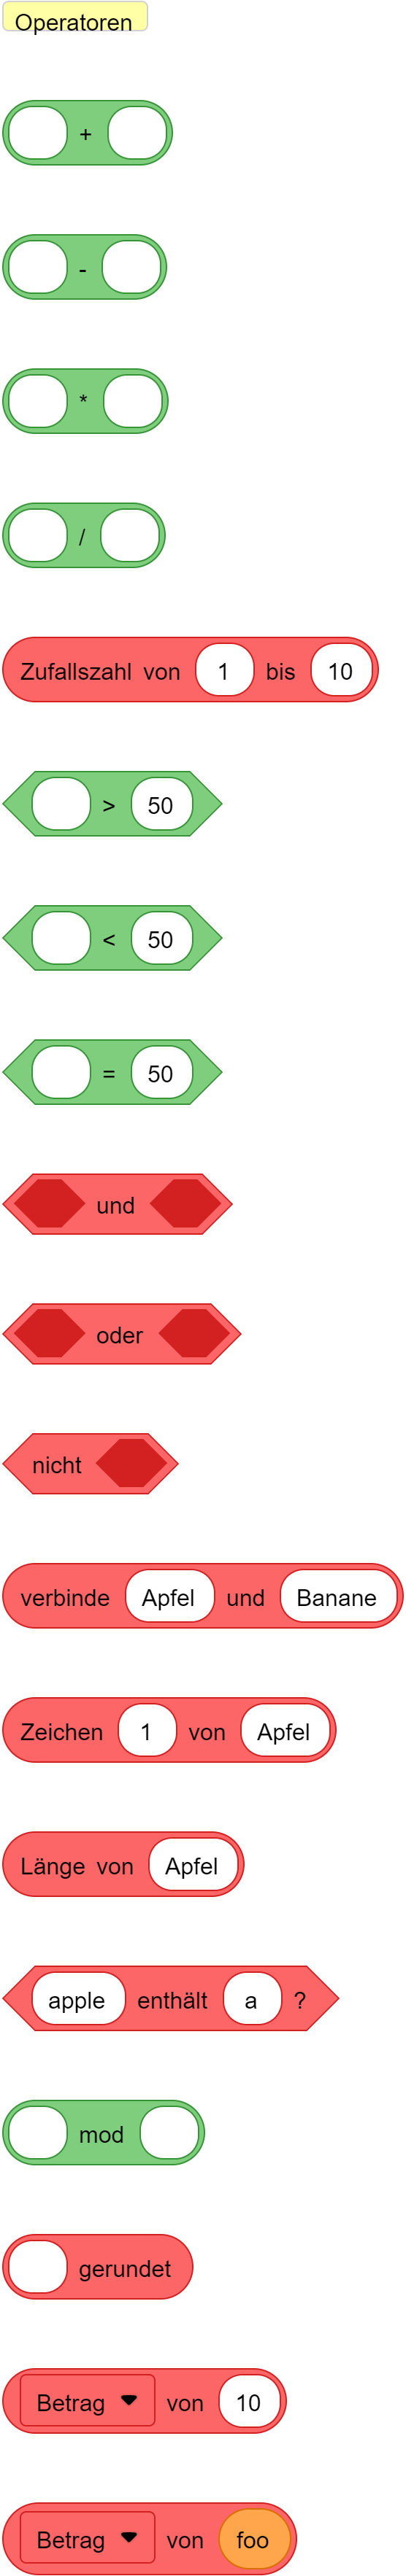 Operatoren
+
-
*
/
Zufallszahl von 1 bis 10
> 50
< 50
= 50
und
oder
nicht
verbinde Apfel und Banane
Zeichen 1 von Apfel
Länge von Apfel
apple enthält a ?
mod
gerundet
Betrag von 10
Betrag von foo